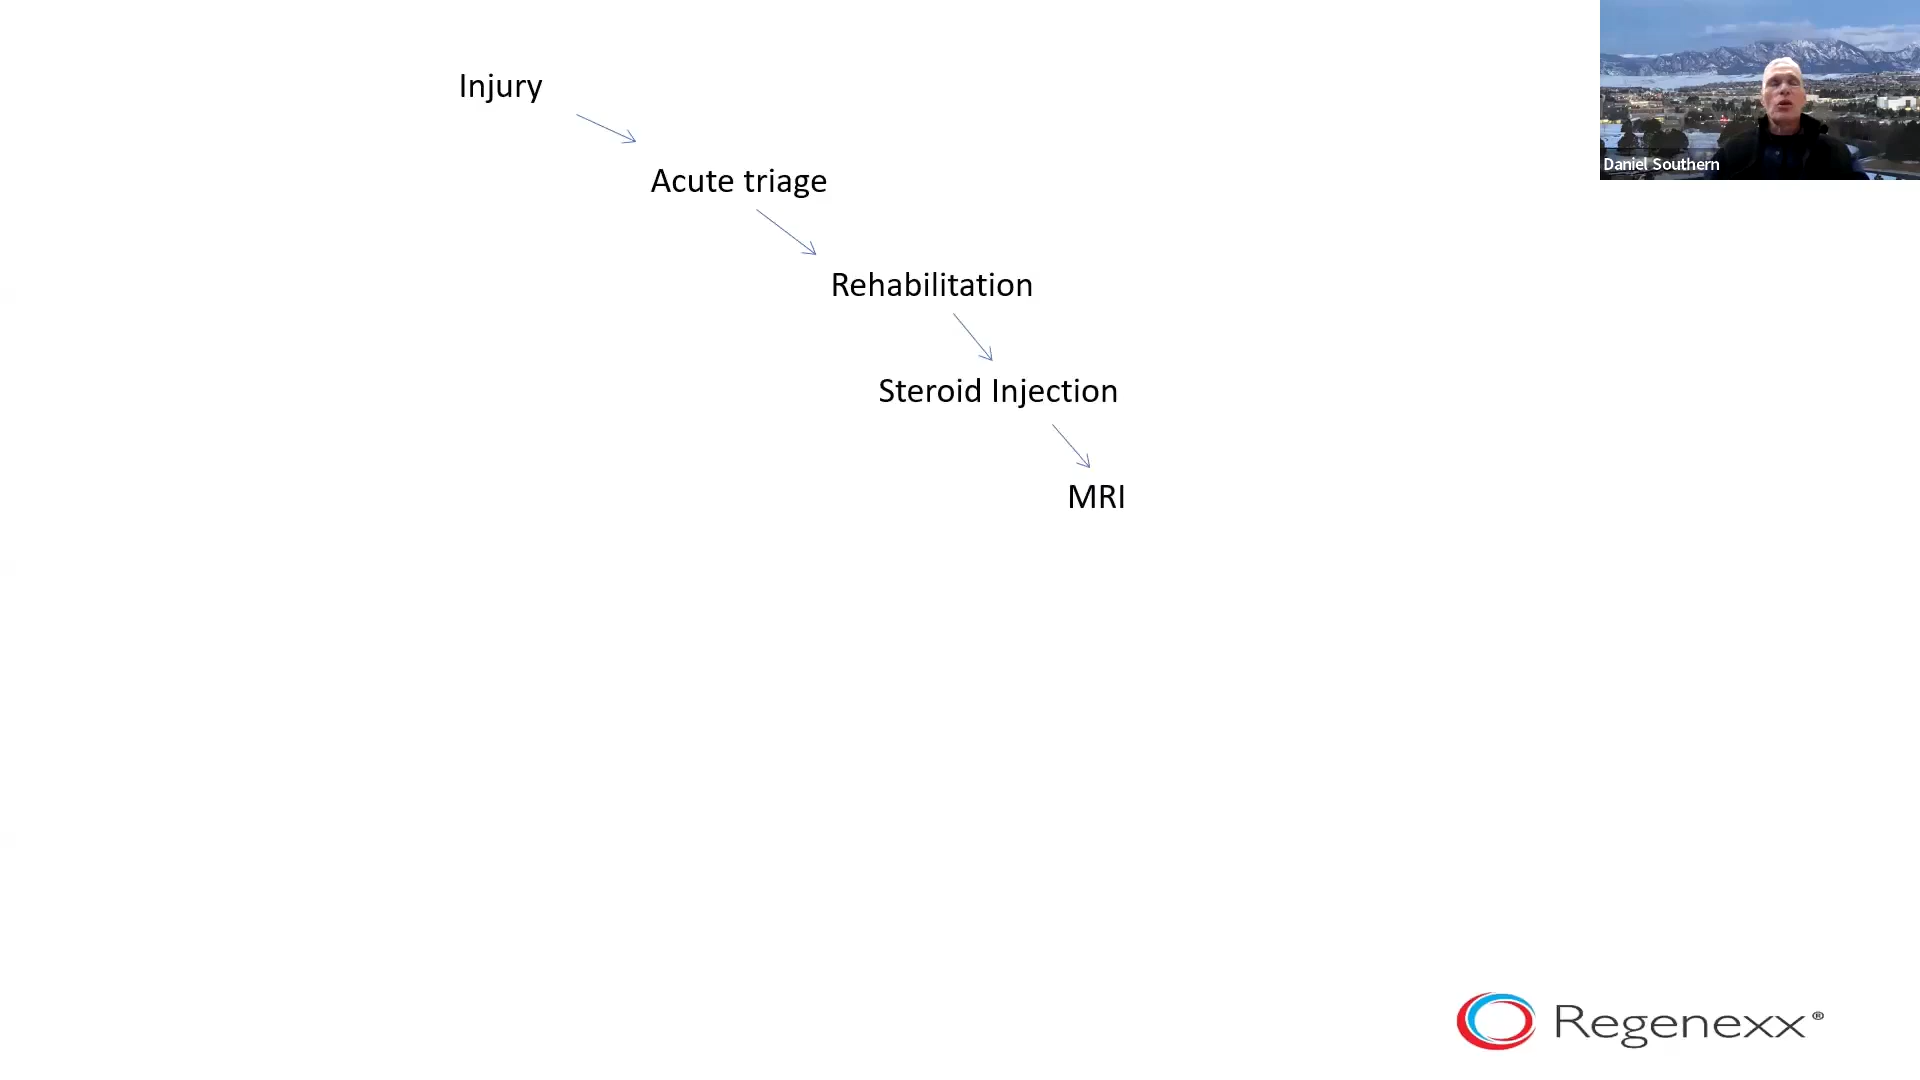 Injury
Daniel Southern
Acute triage
Rehabilitation
Steroid Injection
MRI
Regenexx®